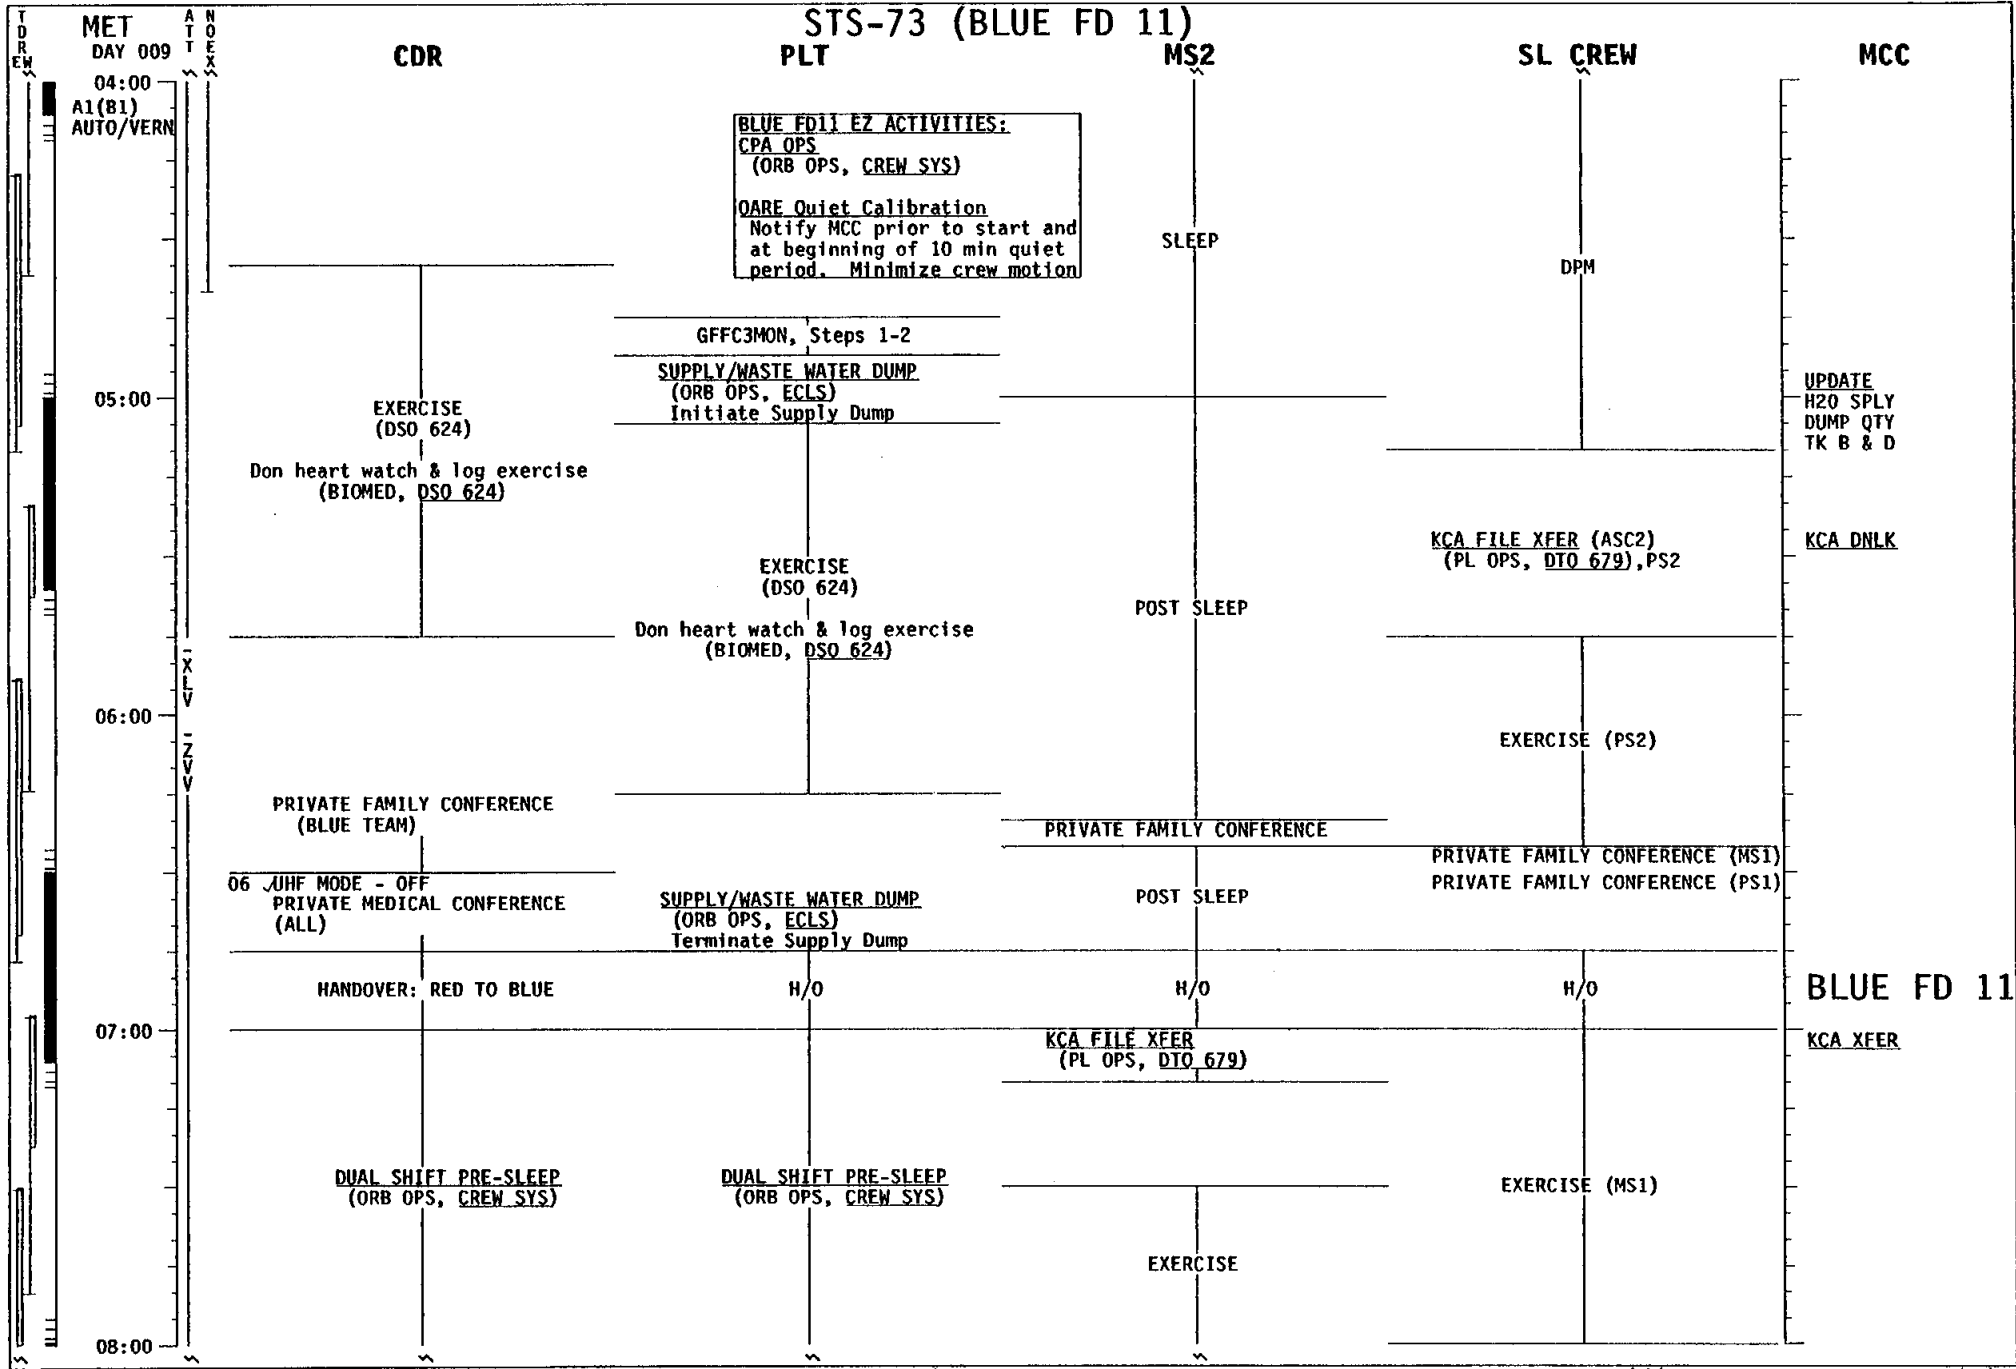 STS-73 (BLUE FD 11)
TDRE W
MET
DAY 009
ATT
NOEX
CDR
PLT
MS2
SL CREW
MCC
04:00
A1(B1)
AUTO/VERN
05:00
06:00
07:00
08:00
-XLV
-ZVV
EXERCISE
(DSO 624)
Don heart watch & log exercise
(BIOMED, DSO 624)
PRIVATE FAMILY CONFERENCE
(BLUE TEAM)
06 √UHF MODE - OFF
PRIVATE MEDICAL CONFERENCE
(ALL)
HANDOVER: RED TO BLUE
DUAL SHIFT PRE-SLEEP
(ORB OPS, CREW SYS)
BLUE FD11 EZ ACTIVITIES:
CPA OPS
(ORB OPS, CREW SYS)
OARE Quiet Calibration
Notify MCC prior to start and
at beginning of 10 min quiet
period. Minimize crew motion
GFFC3MON, Steps 1-2
SUPPLY/WASTE WATER DUMP
(ORB OPS, ECLS)
Initiate Supply Dump
EXERCISE
(DSO 624)
Don heart watch & log exercise
(BIOMED, DSO 624)
SUPPLY/WASTE WATER DUMP
(ORB OPS, ECLS)
Terminate Supply Dump
H/O
DUAL SHIFT PRE-SLEEP
(ORB OPS, CREW SYS)
SLEEP
POST SLEEP
PRIVATE FAMILY CONFERENCE
POST SLEEP
H/O
KCA FILE XFER
(PL OPS, DTO 679)
EXERCISE
DPM
KCA FILE XFER (ASC2)
(PL OPS, DTO 679),PS2
EXERCISE (PS2)
PRIVATE FAMILY CONFERENCE (MS1)
PRIVATE FAMILY CONFERENCE (PS1)
H/O
EXERCISE (MS1)
UPDATE
H2O SPLY
DUMP QTY
TK B & D
KCA DNLK
BLUE FD 11
KCA XFER